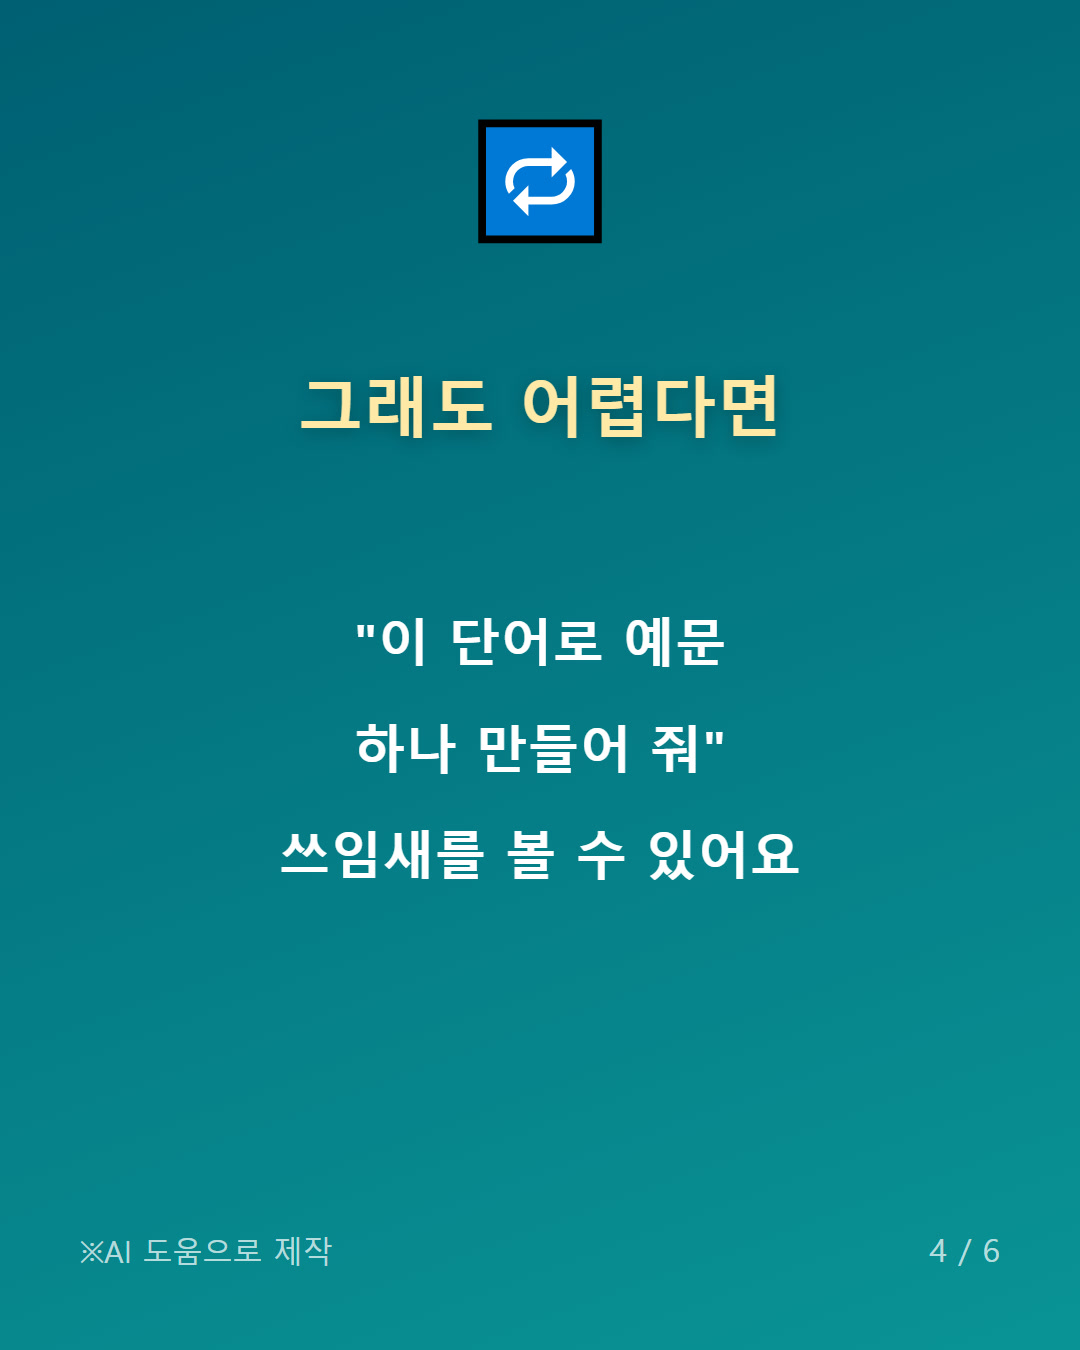 그래도 어렵다면
"이 단어로 예문
하나 만들어 줘"
쓰임새를 볼 수 있어요
※AI 도움으로 제작
4 / 6